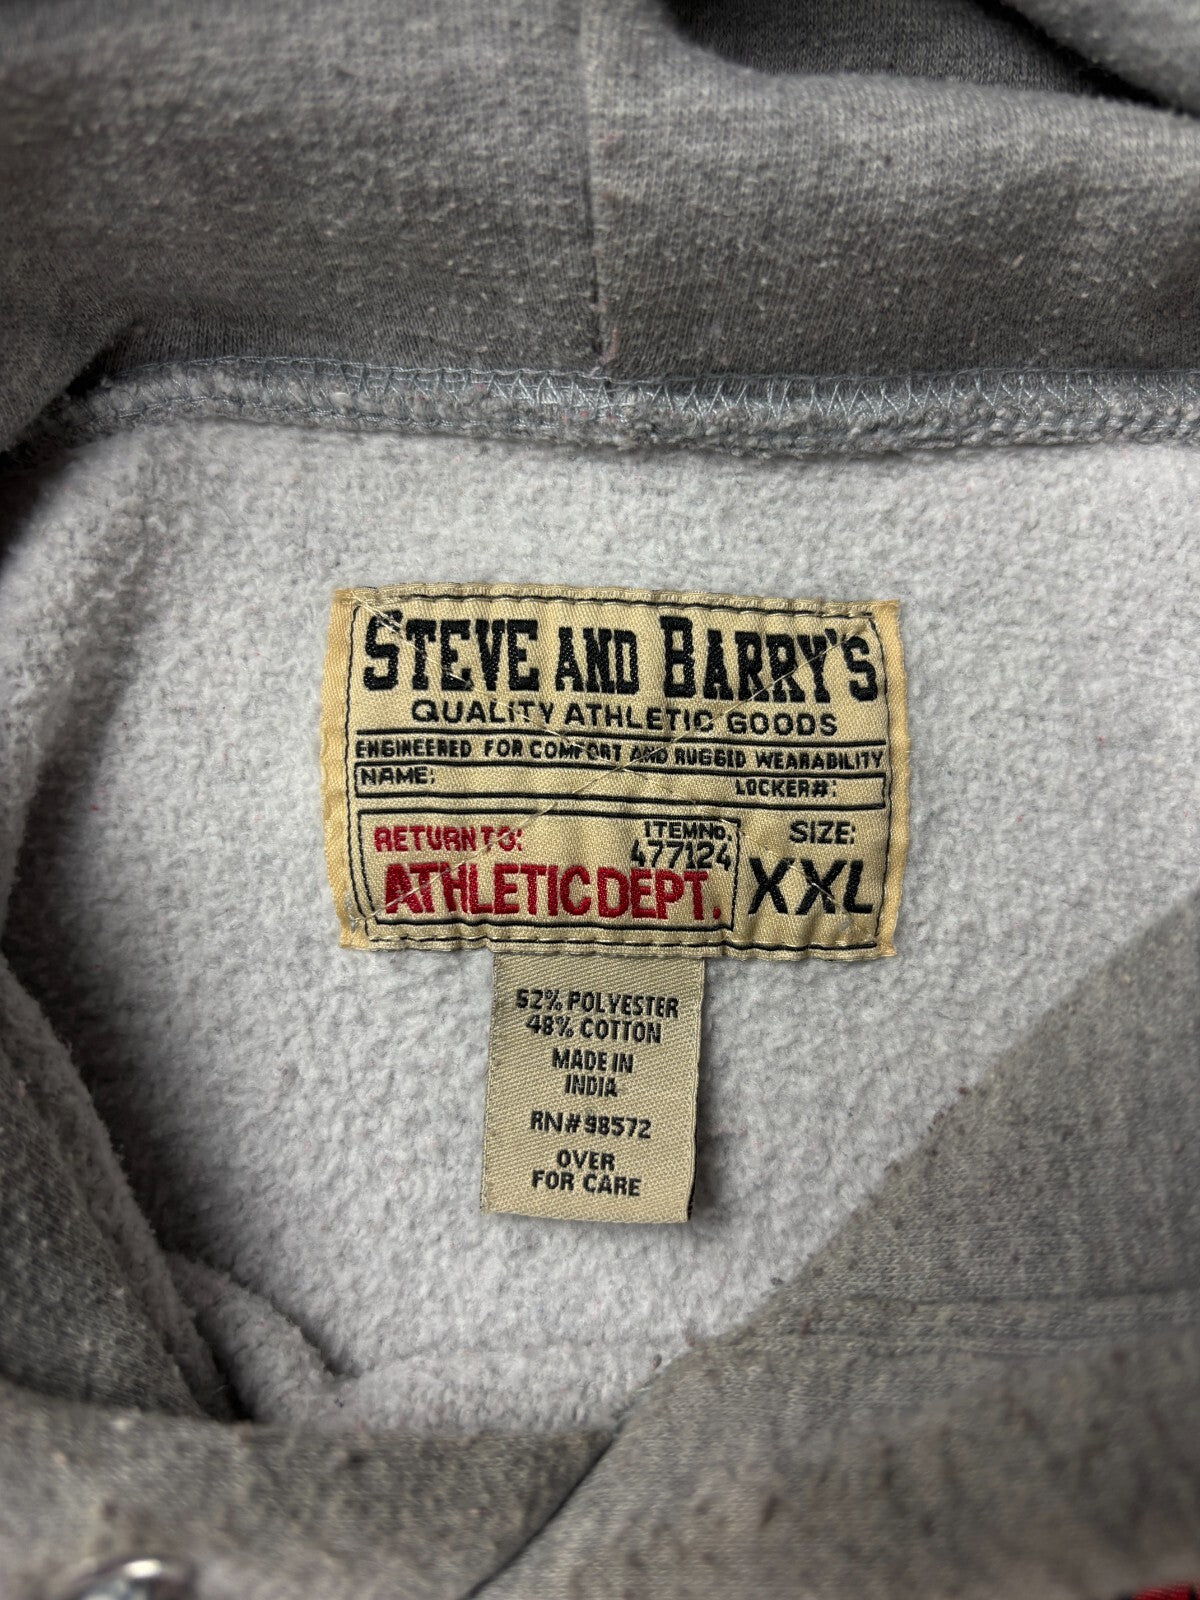 STEVE AND BARRY'S
QUALITY ATHLETIC GOODS
ENGINEERED FOR COMFORT AND RUGGED WEARABILITY
NAME: LOCKER#:
RETURN TO: ITEM NO. SIZE:
477124
ATHLETIC DEPT. XXL
52% POLYESTER
48% COTTON
MADE IN
INDIA
RN# 98572
OVER
FOR CARE